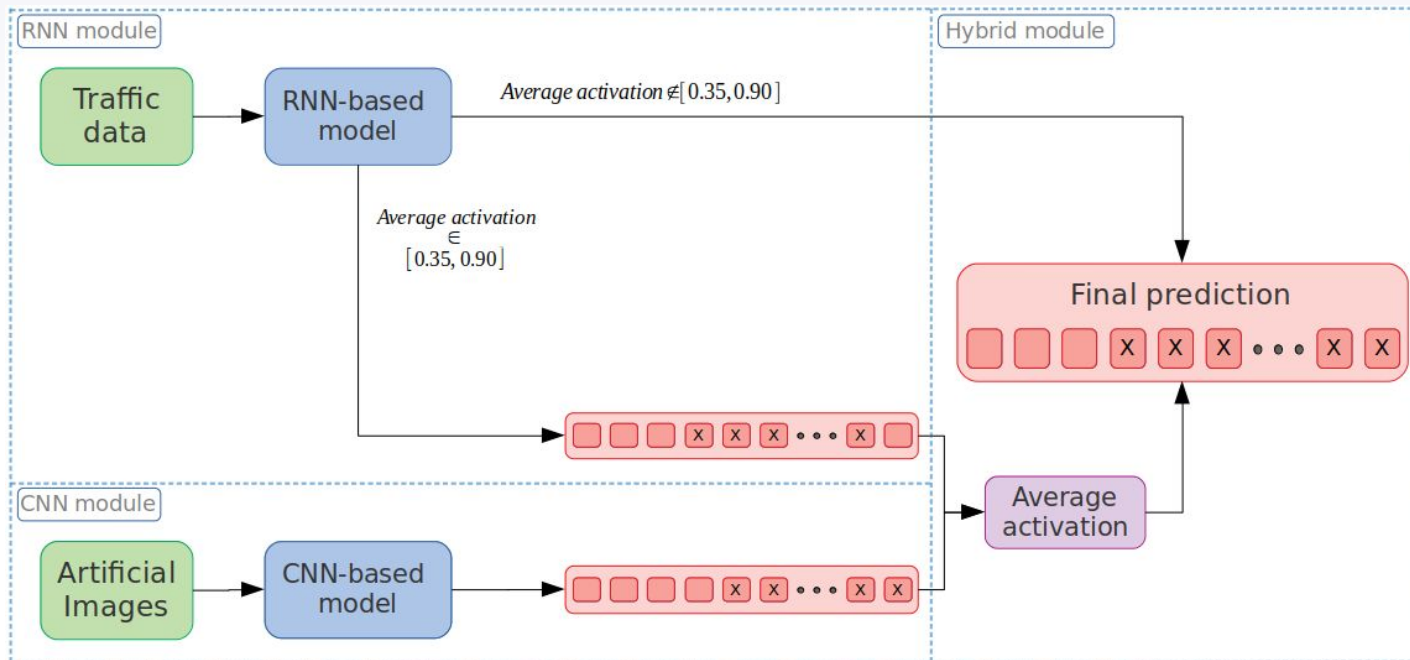 RNN module
Hybrid module
Traffic
data
RNN-based
model
Average activation ∉[0.35,0.90]
Average activation
∈
[0.35, 0.90]
Final prediction
X X X X X
X X X X
CNN module
Average
activation
Artificial
Images
CNN-based
model
X X X X